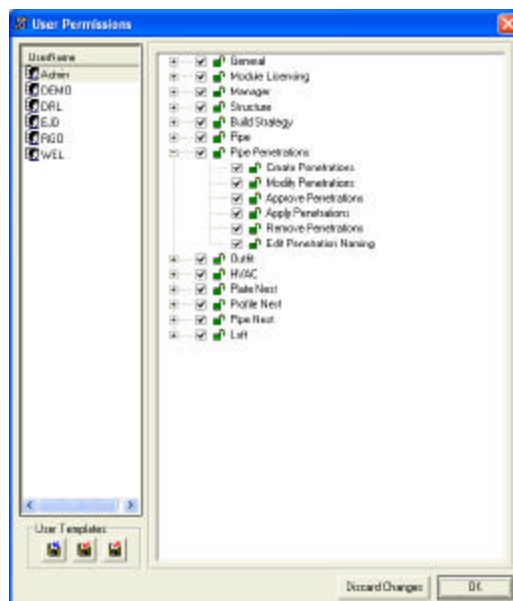 User Permissions
UserName
Admin
DEMO
DRL
EJD
RGO
WEL
General
Module Licensing
Manager
Structure
Build Strategy
Pipe
Pipe Penetrations
Create Penetrations
Modify Penetrations
Approve Penetrations
Apply Penetrations
Remove Penetrations
Edit Penetration Naming
Outfit
HVAC
Plate Nest
Profile Nest
Pipe Nest
Loft
User Templates
Discard Changes
OK